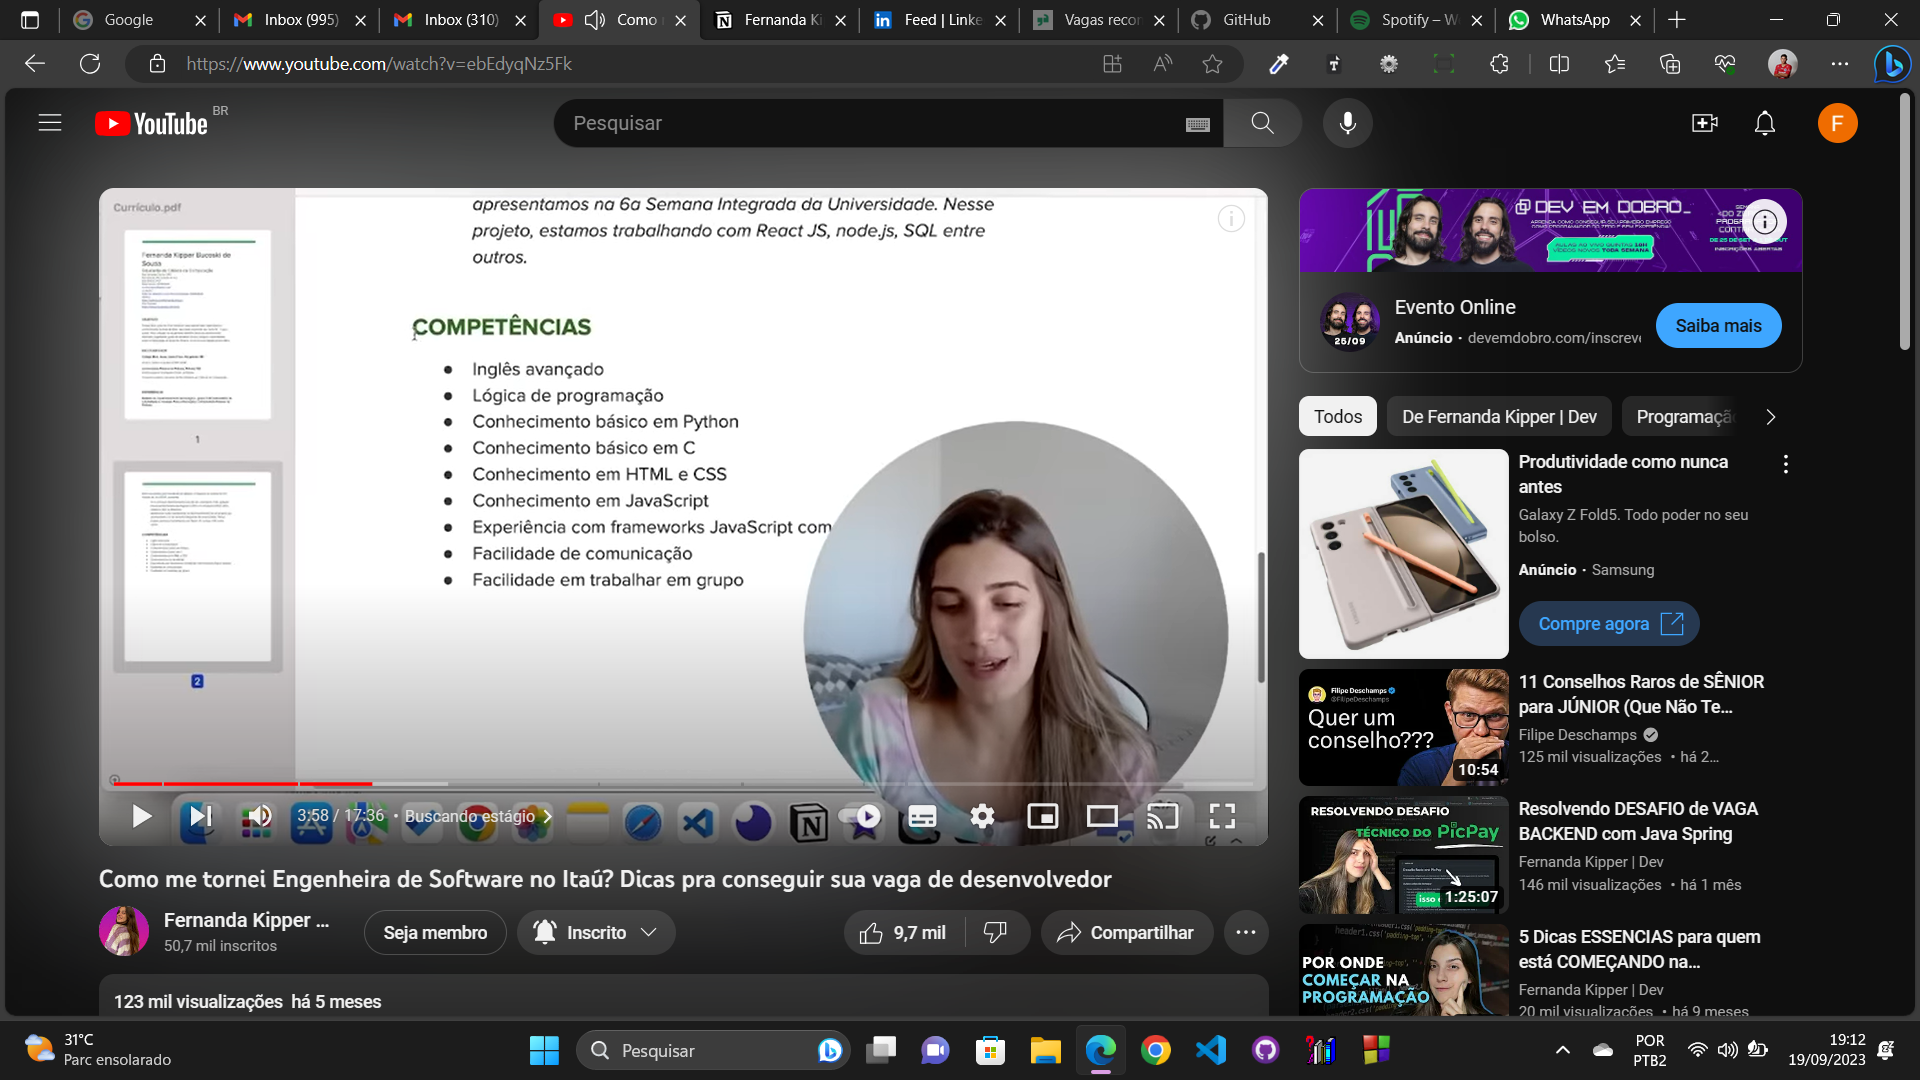 Google
Inbox (995)
Inbox (310)
Como
Fernanda Ki
Feed | Linke
Vagas recor
GitHub
Spotify – W
WhatsApp
https://www.youtube.com/watch?v=ebEdyqNz5Fk
YouTube
BR
Pesquisar
F
Currículo.pdf
Fernanda Kipper Bucoski de
Sousa
1
2
apresentamos na 6a Semana Integrada da Universidade. Nesse
projeto, estamos trabalhando com React JS, node.js, SQL entre
outros.
COMPETÊNCIAS
● Inglês avançado
● Lógica de programação
● Conhecimento básico em Python
● Conhecimento básico em C
● Conhecimento em HTML e CSS
● Conhecimento em JavaScript
● Experiência com frameworks JavaScript com
● Facilidade de comunicação
● Facilidade em trabalhar em grupo
3:58 / 17:36 • Buscando estágio
Como me tornei Engenheira de Software no Itaú? Dicas pra conseguir sua vaga de desenvolvedor
Fernanda Kipper ...
50,7 mil inscritos
Seja membro
Inscrito
9,7 mil
Compartilhar
123 mil visualizações há 5 meses
DEV EM DOBRO_
25/09
Evento Online
Anúncio · devemdobro.com/inscreve
Saiba mais
Todos
De Fernanda Kipper | Dev
Programaçã
Produtividade como nunca
antes
Galaxy Z Fold5. Todo poder no seu
bolso.
Anúncio · Samsung
Compre agora
Filipe Deschamps
@FilipeDeschamps
Quer um
conselho???
10:54
11 Conselhos Raros de SÊNIOR
para JÚNIOR (Que Não Te...
Filipe Deschamps
125 mil visualizações • há 2...
RESOLVENDO DESAFIO
TÉCNICO DO PicPay
1:25:07
Resolvendo DESAFIO de VAGA
BACKEND com Java Spring
Fernanda Kipper | Dev
146 mil visualizações • há 1 mês
POR ONDE
COMEÇAR NA
PROGRAMAÇÃO
5 Dicas ESSENCIAS para quem
está COMEÇANDO na...
Fernanda Kipper | Dev
20 mil visualizações • há 9 meses
31°C
Parc ensolarado
Pesquisar
POR
PTB2
19:12
19/09/2023